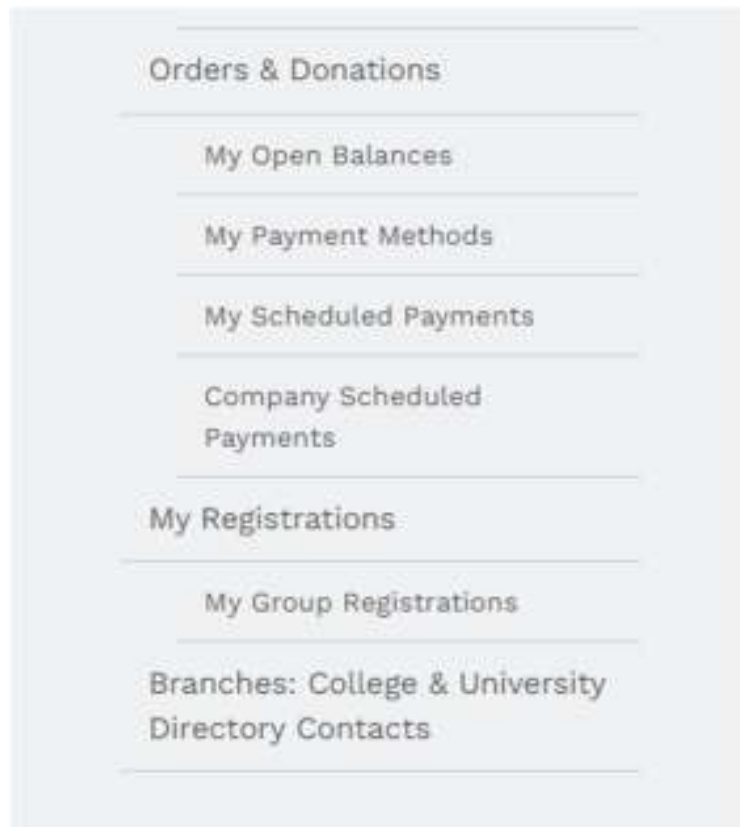 Orders & Donations
My Open Balances
My Payment Methods
My Scheduled Payments
Company Scheduled
Payments
My Registrations
My Group Registrations
Branches: College & University
Directory Contacts